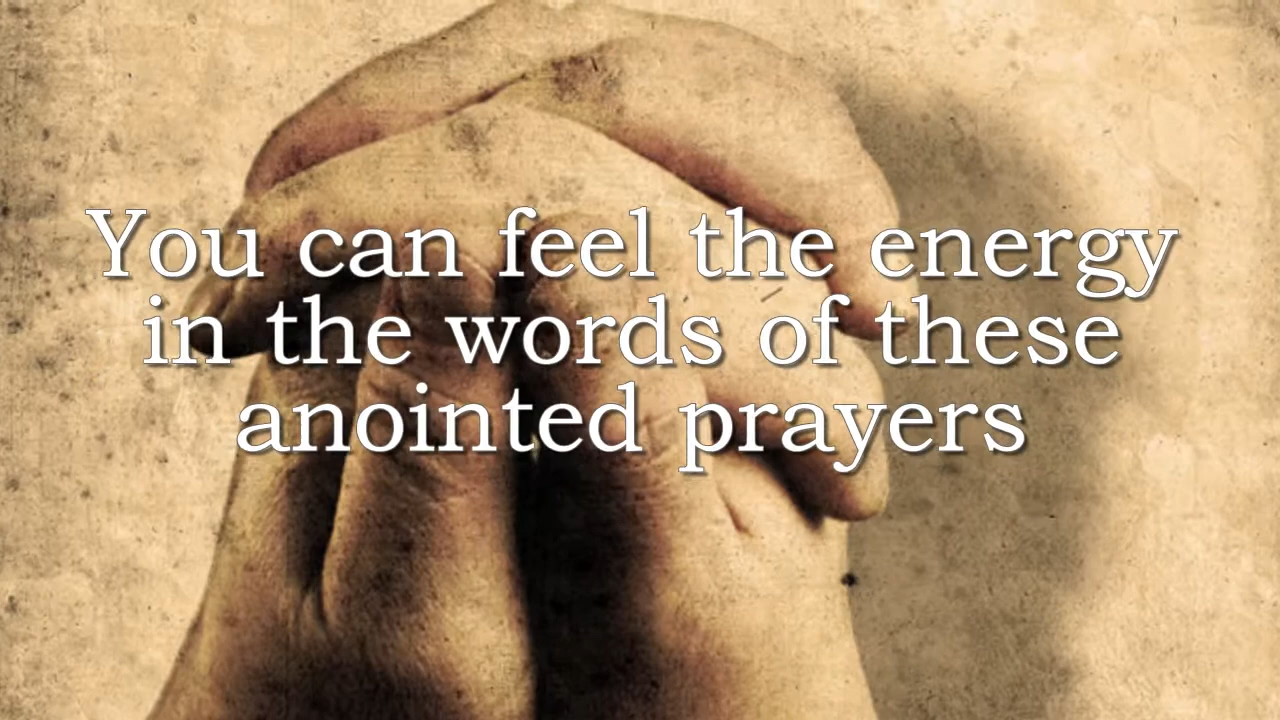 You can feel the energy
in the words of these
anointed prayers